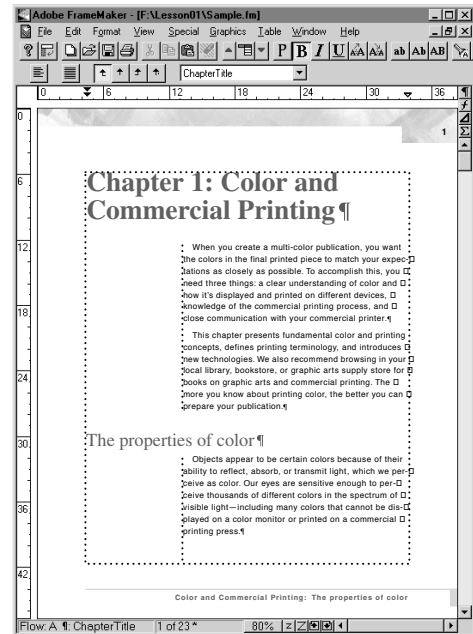 Adobe FrameMaker - [F:\Lesson01\Sample.fm]
File Edit Format View Special Graphics Table Window Help
P B I U AA AA ab Ab AB
ChapterTitle
0 6 12 18 24 30 36
0
1
6
Chapter 1: Color and
Commercial Printing¶
12
When you create a multi-color publication, you want
the colors in the final printed piece to match your expec-
tations as closely as possible. To accomplish this, you
need three things: a clear understanding of color and
how it's displayed and printed on different devices,
18
knowledge of the commercial printing process, and
close communication with your commercial printer.¶
This chapter presents fundamental color and printing
concepts, defines printing terminology, and introduces
new technologies. We also recommend browsing in your
local library, bookstore, or graphic arts supply store for
24
books on graphic arts and commercial printing. The
more you know about printing color, the better you can
prepare your publication.¶
30
The properties of color¶
Objects appear to be certain colors because of their
ability to reflect, absorb, or transmit light, which we per-
ceive as color. Our eyes are sensitive enough to per-
ceive thousands of different colors in the spectrum of
36
visible light—including many colors that cannot be dis-
played on a color monitor or printed on a commercial
printing press.¶
42
Color and Commercial Printing: The properties of color
Flow: A ¶: ChapterTitle 1 of 23 * 80% z Z